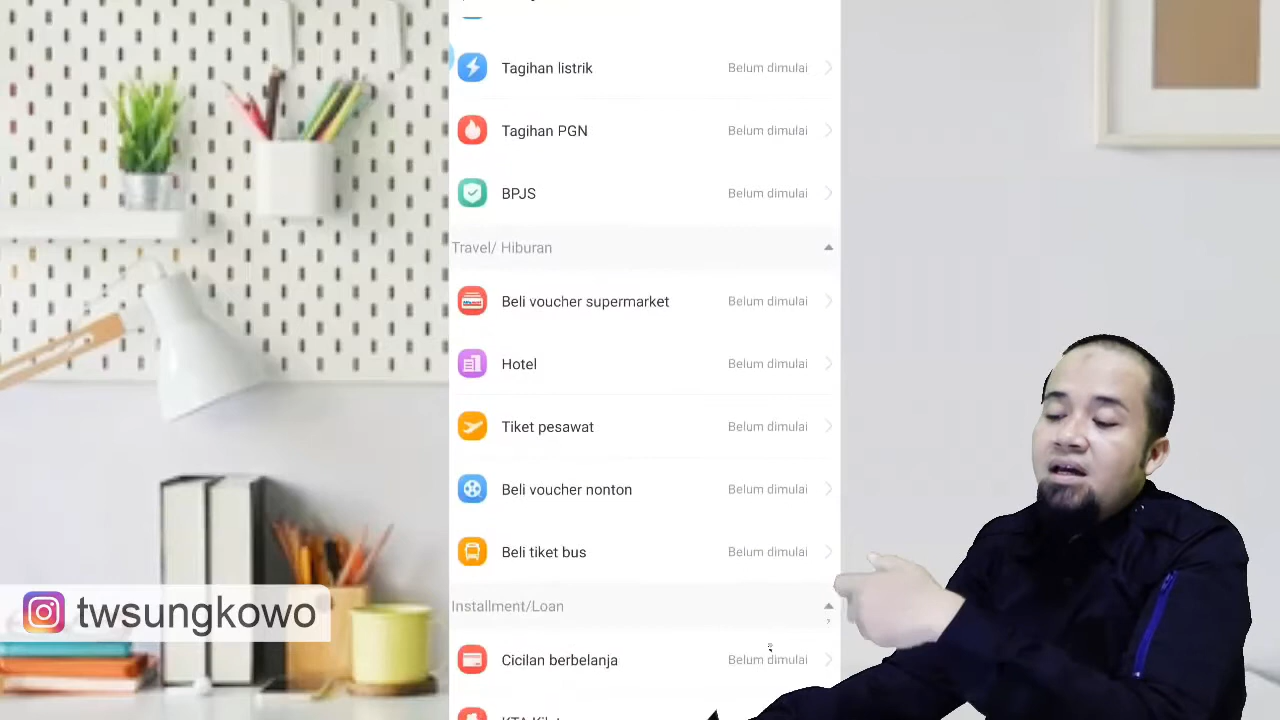 Tagihan listrik Belum dimulai
Tagihan PGN Belum dimulai
BPJS Belum dimulai
Travel/ Hiburan
Beli voucher supermarket Belum dimulai
Hotel Belum dimulai
Tiket pesawat Belum dimulai
Beli voucher nonton Belum dimulai
Beli tiket bus Belum dimulai
twsungkowo
Installment/Loan
Cicilan berbelanja Belum dimulai